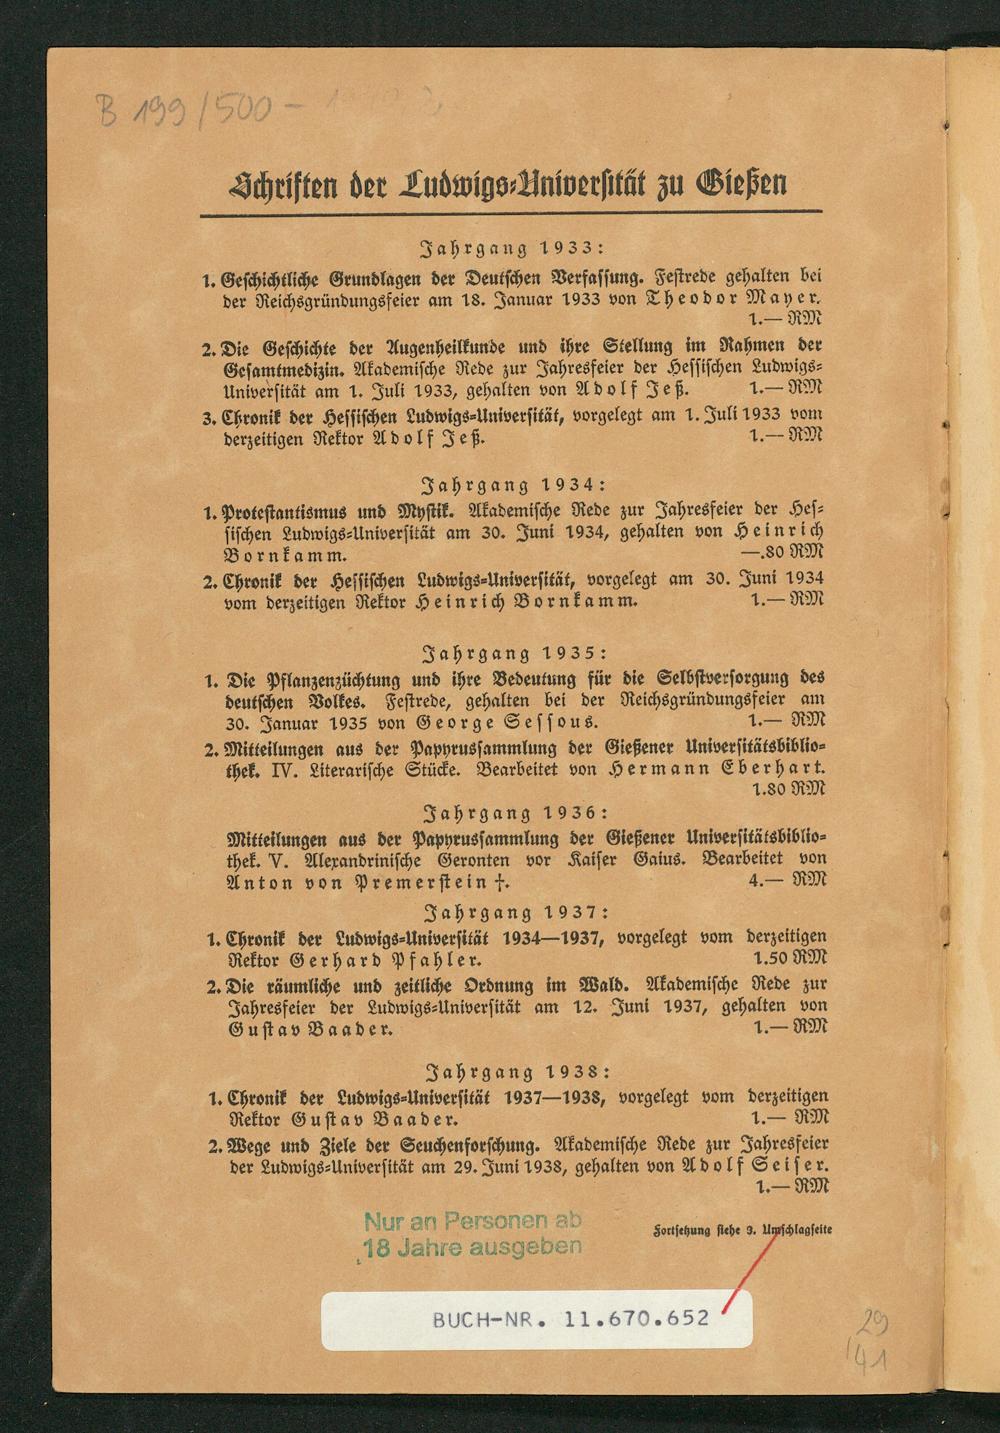 B 199/500 -
Schriften der Ludwigs-Universität zu Gießen
Jahrgang 1933:
1. Geschichtliche Grundlagen der Deutschen Verfassung. Festrede gehalten bei
der Reichsgründungsfeier am 18. Januar 1933 von Theodor Mayer.
1.— RM
2. Die Geschichte der Augenheilkunde und ihre Stellung im Rahmen der
Gesamtmedizin. Akademische Rede zur Jahresfeier der Hessischen Ludwigs-
Universität am 1. Juli 1933, gehalten von Adolf Jeß. 1.— RM
3. Chronik der Hessischen Ludwigs-Universität, vorgelegt am 1. Juli 1933 vom
derzeitigen Rektor Adolf Jeß. 1.— RM
Jahrgang 1934:
1. Protestantismus und Mystik. Akademische Rede zur Jahresfeier der Hes-
sischen Ludwigs-Universität am 30. Juni 1934, gehalten von Heinrich
Bornkamm. —.80 RM
2. Chronik der Hessischen Ludwigs-Universität, vorgelegt am 30. Juni 1934
vom derzeitigen Rektor Heinrich Bornkamm. 1.— RM
Jahrgang 1935:
1. Die Pflanzenzüchtung und ihre Bedeutung für die Selbstversorgung des
deutschen Volkes. Festrede, gehalten bei der Reichsgründungsfeier am
30. Januar 1935 von George Sessous. 1.— RM
2. Mitteilungen aus der Papyrussammlung der Gießener Universitätsbiblio-
thek. IV. Literarische Stücke. Bearbeitet von Hermann Eberhart.
1.80 RM
Jahrgang 1936:
Mitteilungen aus der Papyrussammlung der Gießener Universitätsbiblio-
thek. V. Alexandrinische Geronten vor Kaiser Gaius. Bearbeitet von
Anton von Premerstein †. 4.— RM
Jahrgang 1937:
1. Chronik der Ludwigs-Universität 1934—1937, vorgelegt vom derzeitigen
Rektor Gerhard Pfahler. 1.50 RM
2. Die räumliche und zeitliche Ordnung im Wald. Akademische Rede zur
Jahresfeier der Ludwigs-Universität am 12. Juni 1937, gehalten von
Gustav Baader. 1.— RM
Jahrgang 1938:
1. Chronik der Ludwigs-Universität 1937—1938, vorgelegt vom derzeitigen
Rektor Gustav Baader. 1.— RM
2. Wege und Ziele der Seuchenforschung. Akademische Rede zur Jahresfeier
der Ludwigs-Universität am 29. Juni 1938, gehalten von Adolf Seiser.
1.— RM
Nur an Personen ab
18 Jahre ausgeben
Fortsetzung siehe 3. Umschlagseite
BUCH-NR. 11.670.652
29
41